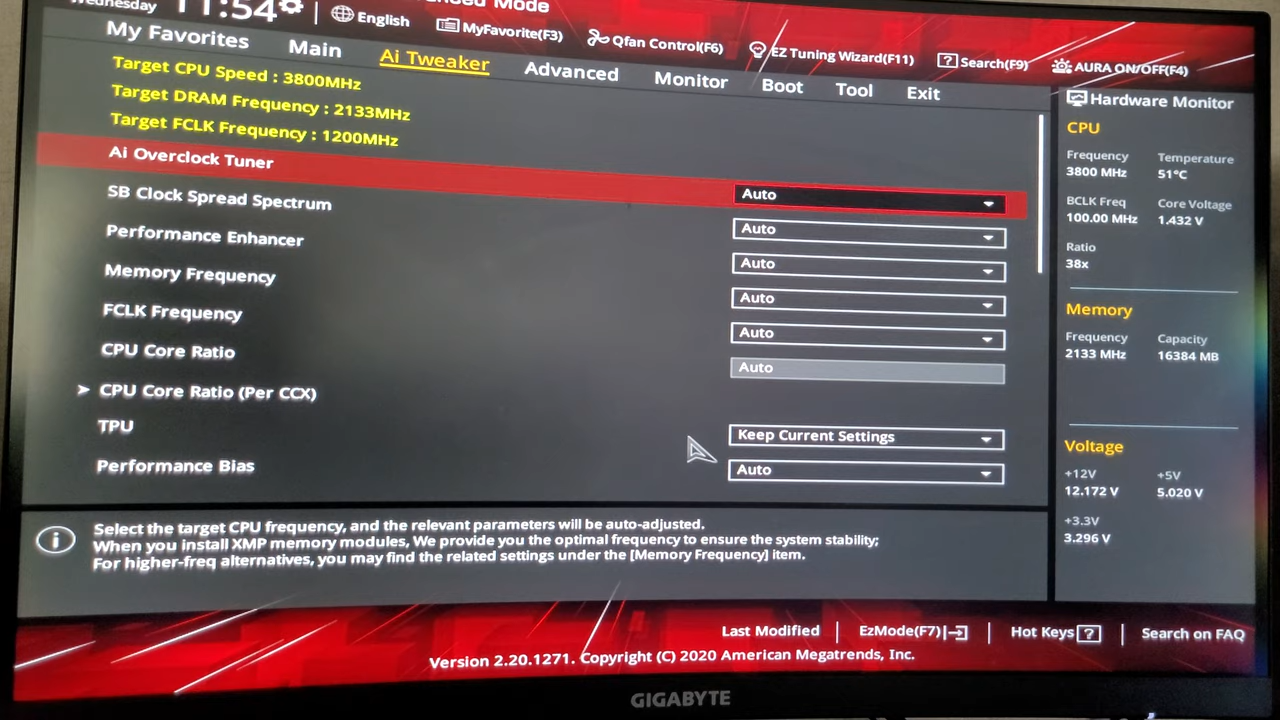 Wednesday
11:54
English
Mode
MyFavorite(F3)
Qfan Control(F6)
EZ Tuning Wizard(F11)
? Search(F9)
AURA ON/OFF(F4)
My Favorites
Main
Ai Tweaker
Advanced
Monitor
Boot
Tool
Exit
Target CPU Speed : 3800MHz
Target DRAM Frequency : 2133MHz
Target FCLK Frequency : 1200MHz
Ai Overclock Tuner
Auto
SB Clock Spread Spectrum
Auto
Performance Enhancer
Auto
Memory Frequency
Auto
FCLK Frequency
Auto
CPU Core Ratio
Auto
CPU Core Ratio (Per CCX)
TPU
Keep Current Settings
Performance Bias
Auto
Select the target CPU frequency, and the relevant parameters will be auto-adjusted.
When you install XMP memory modules, We provide you the optimal frequency to ensure the system stability;
For higher-freq alternatives, you may find the related settings under the [Memory Frequency] item.
Hardware Monitor
CPU
Frequency Temperature
3800 MHz 51°C
BCLK Freq Core Voltage
100.00 MHz 1.432 V
Ratio
38x
Memory
Frequency Capacity
2133 MHz 16384 MB
Voltage
+12V +5V
12.172 V 5.020 V
+3.3V
3.296 V
Last Modified
EzMode(F7)
Hot Keys ?
Search on FAQ
Version 2.20.1271. Copyright (C) 2020 American Megatrends, Inc.
GIGABYTE